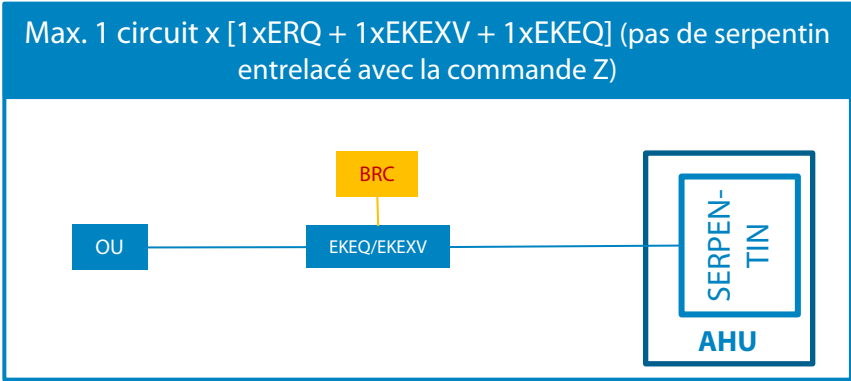 Max. 1 circuit x [1xERQ + 1xEKEXV + 1xEKEQ] (pas de serpentin
entrelacé avec la commande Z)
BRC
OU
EKEQ/EKEXV
SERPEN-
TIN
AHU